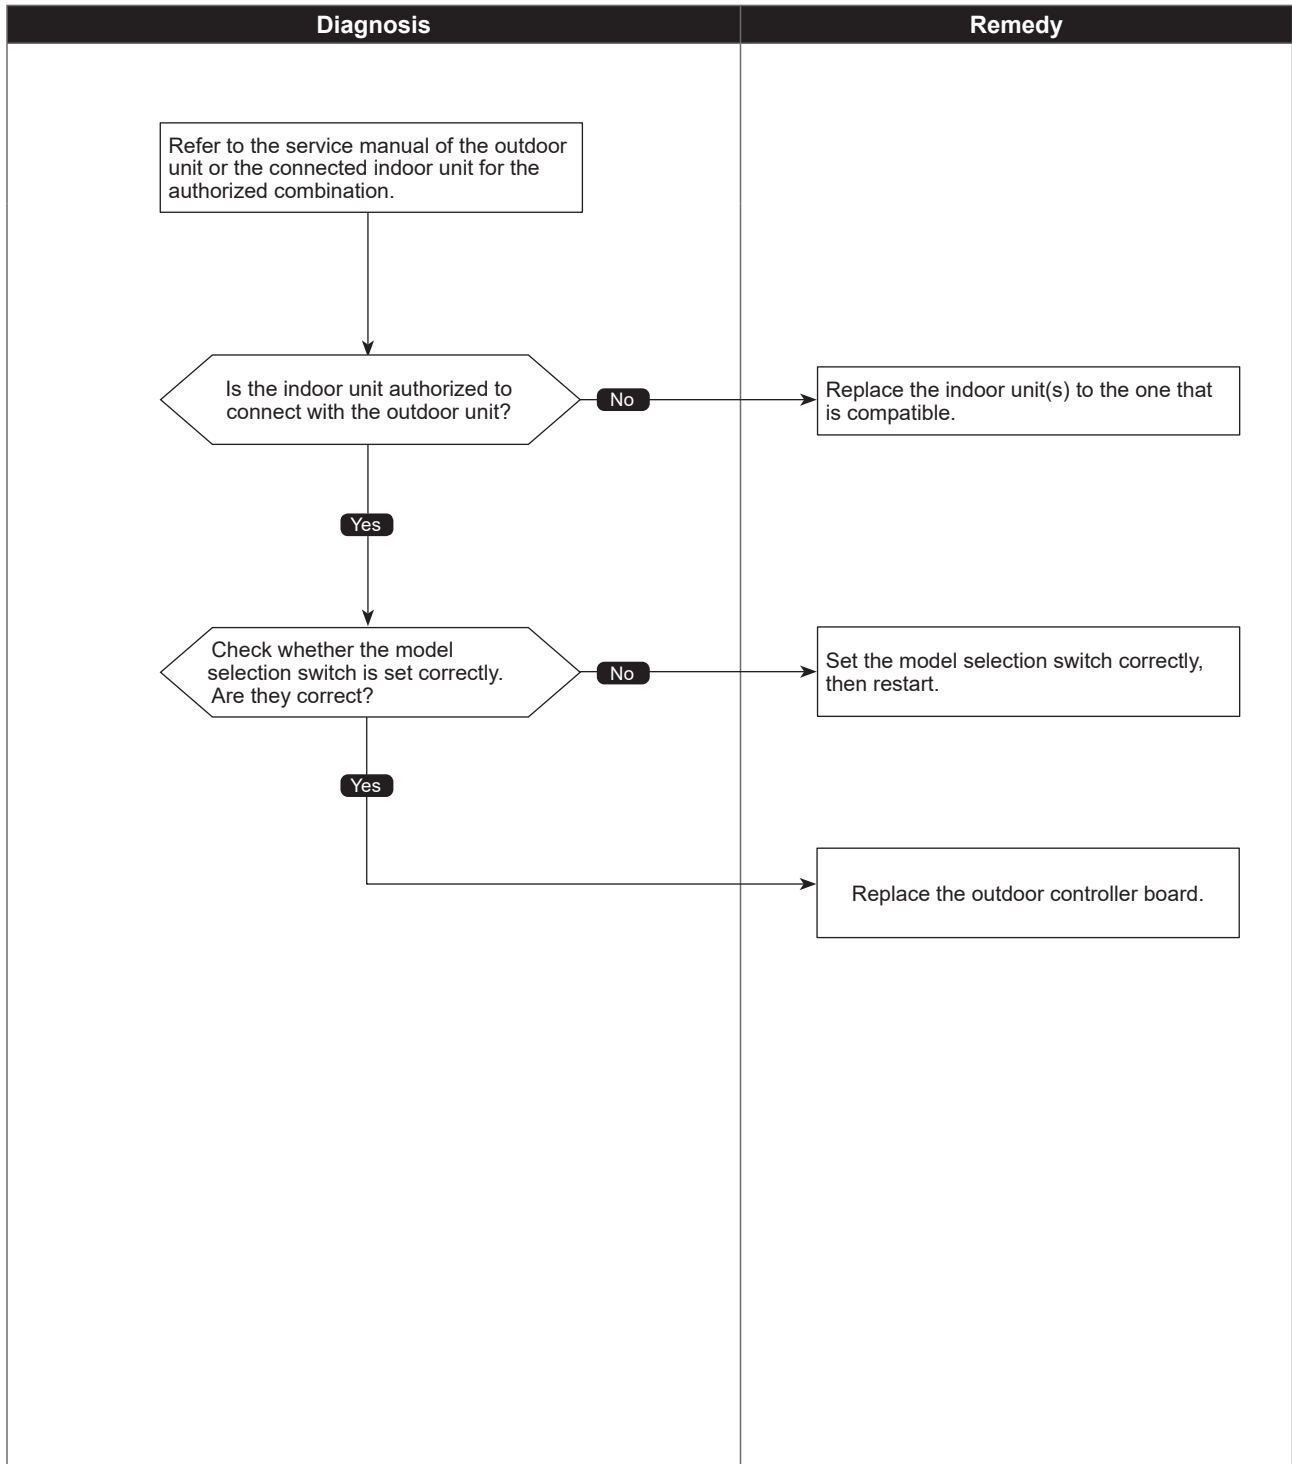 Diagnosis
Remedy
Refer to the service manual of the outdoor
unit or the connected indoor unit for the
authorized combination.
Is the indoor unit authorized to
connect with the outdoor unit?
No
Replace the indoor unit(s) to the one that
is compatible.
Yes
Check whether the model
selection switch is set correctly.
Are they correct?
No
Set the model selection switch correctly,
then restart.
Yes
Replace the outdoor controller board.